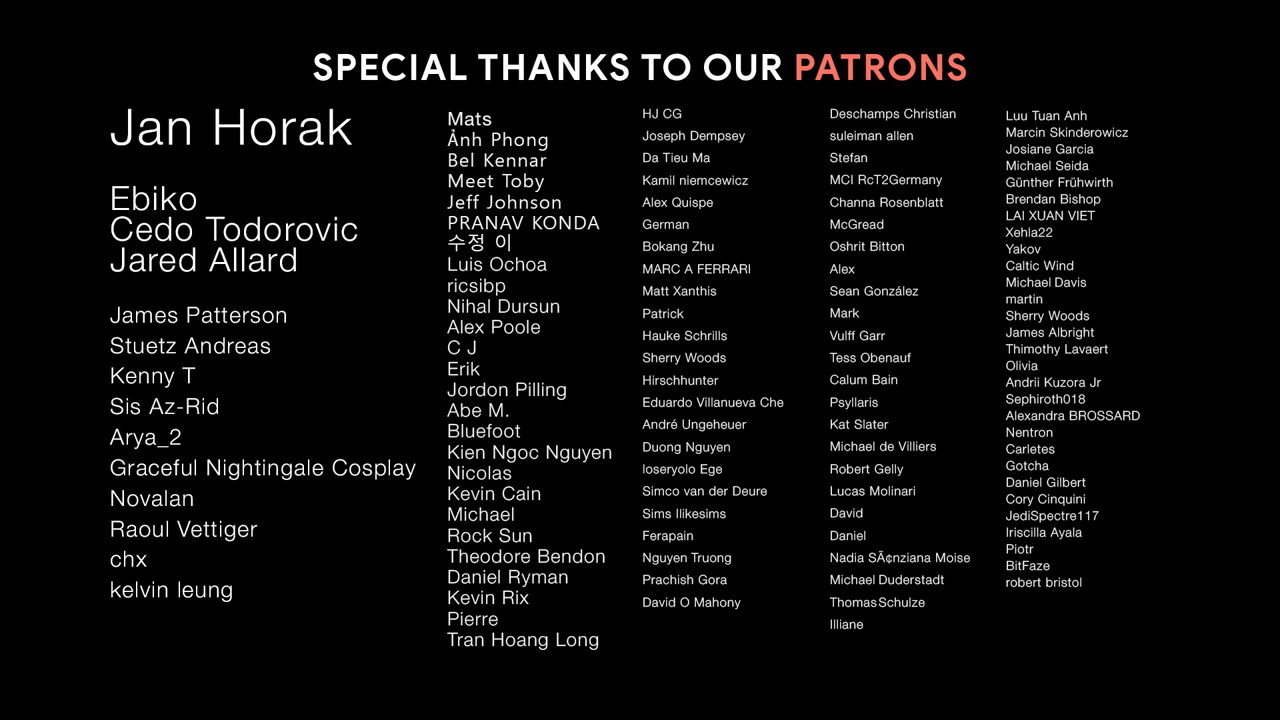 SPECIAL THANKS TO OUR PATRONS
Jan Horak
Ebiko
Cedo Todorovic
Jared Allard
James Patterson
Stuetz Andreas
Kenny T
Sis Az-Rid
Arya_2
Graceful Nightingale Cosplay
Novalan
Raoul Vettiger
chx
kelvin leung
Mats
Ảnh Phong
Bel Kennar
Meet Toby
Jeff Johnson
PRANAV KONDA
수정 이
Luis Ochoa
ricsibp
Nihal Dursun
Alex Poole
C J
Erik
Jordon Pilling
Abe M.
Bluefoot
Kien Ngoc Nguyen
Nicolas
Kevin Cain
Michael
Rock Sun
Theodore Bendon
Daniel Ryman
Kevin Rix
Pierre
Tran Hoang Long
HJ CG
Joseph Dempsey
Da Tieu Ma
Kamil niemcewicz
Alex Quispe
German
Bokang Zhu
MARC A FERRARI
Matt Xanthis
Patrick
Hauke Schrills
Sherry Woods
Hirschhunter
Eduardo Villanueva Che
André Ungeheuer
Duong Nguyen
loseryolo Ege
Simco van der Deure
Sims Ilikesims
Ferapain
Nguyen Truong
Prachish Gora
David O Mahony
Deschamps Christian
suleiman allen
Stefan
MCI RcT2Germany
Channa Rosenblatt
McGread
Oshrit Bitton
Alex
Sean González
Mark
Vulff Garr
Tess Obenauf
Calum Bain
Psyllaris
Kat Slater
Michael de Villiers
Robert Gelly
Lucas Molinari
David
Daniel
Nadia SÃ¢nziana Moise
Michael Duderstadt
Thomas Schulze
Illiane
Luu Tuan Anh
Marcin Skinderowicz
Josiane Garcia
Michael Seida
Günther Frühwirth
Brendan Bishop
LAI XUAN VIET
Xehla22
Yakov
Caltic Wind
Michael Davis
martin
Sherry Woods
James Albright
Thimothy Lavaert
Olivia
Andrii Kuzora Jr
Sephiroth018
Alexandra BROSSARD
Nentron
Carletes
Gotcha
Daniel Gilbert
Cory Cinquini
JediSpectre117
Iriscilla Ayala
Piotr
BitFaze
robert bristol